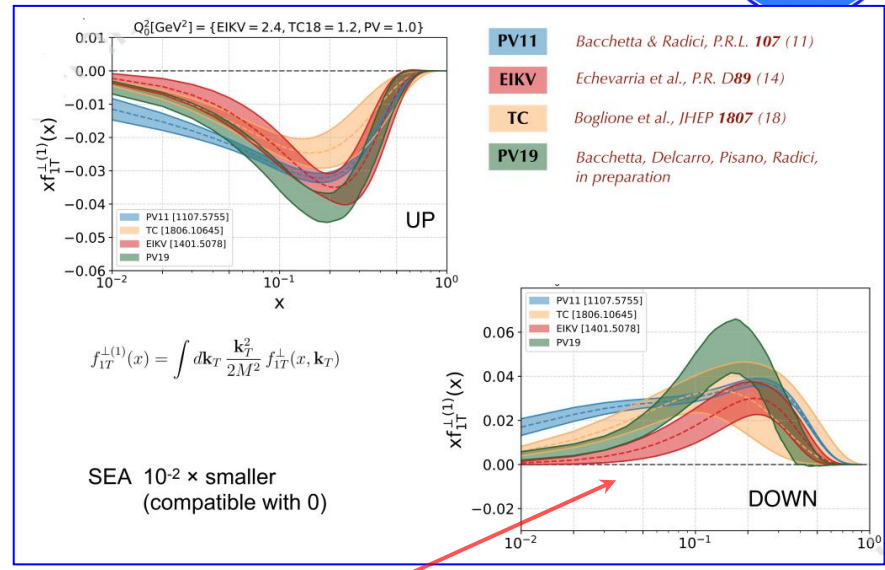 Q₀²[GeV²] = {EIKV = 2.4, TC18 = 1.2, PV = 1.0}
0.01
0.00
−0.01
−0.02
−0.03
−0.04
−0.05
−0.06
xf₁T^⊥(1)(x)
UP
PV11 [1107.5755]
TC [1806.10645]
EIKV [1401.5078]
PV19
10⁻²
10⁻¹
10⁰
x
PV11 Bacchetta & Radici, P.R.L. 107 (11)
EIKV Echevarria et al., P.R. D89 (14)
TC Boglione et al., JHEP 1807 (18)
PV19 Bacchetta, Delcarro, Pisano, Radici,
in preparation
f₁T^⊥(1)(x) = ∫ dk_T k_T²/2M² f₁T^⊥(x, k_T)
SEA 10⁻² × smaller
(compatible with 0)
PV11 [1107.5755]
TC [1806.10645]
EIKV [1401.5078]
PV19
0.06
0.04
0.02
0.00
−0.02
xf₁T^⊥(1)(x)
DOWN
10⁻²
10⁻¹
10⁰